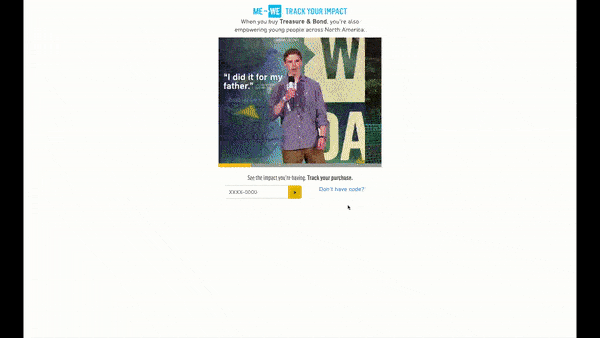 ME to WE TRACK YOUR IMPACT
When you buy Treasure & Bond, you're also
empowering young people across North America.
W
"I did it for my
father."
DA
See the impact you're having. Track your purchase.
XXXX-0000
>
Don't have code?